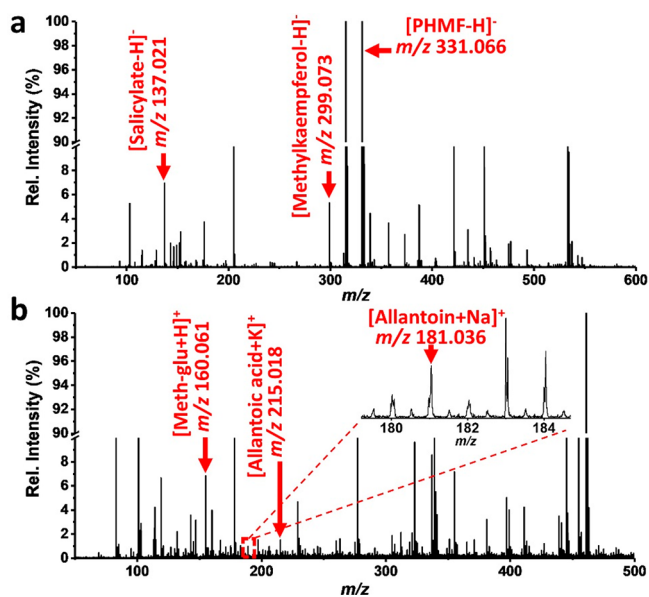 a
[PHMF-H]-
m/z 331.066
[Salicylate-H]-
m/z 137.021
[Methylkaempferol-H]-
m/z 299.073
Rel. Intensity (%)
100
98
96
94
92
90
8
6
4
2
0
100 200 300 400 500 600
m/z
b
[Allantoin+Na]+
m/z 181.036
[Meth-glu+H]+
m/z 160.061
[Allantoic acid+K]+
m/z 215.018
180 182 184
m/z
Rel. Intensity (%)
100
98
96
94
92
90
8
6
4
2
0
100 200 300 400 500
m/z